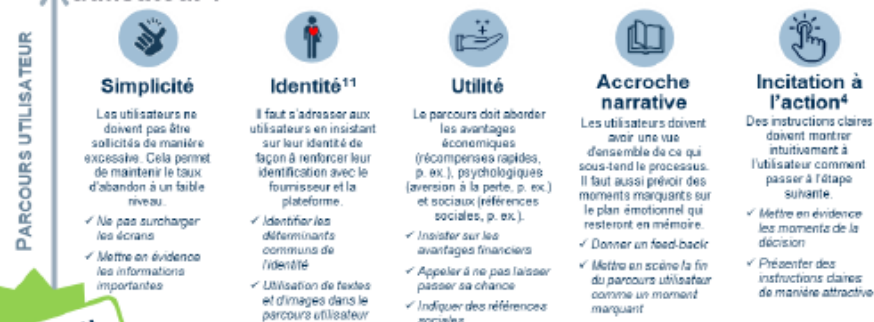 PARCOURS UTILISATEUR
Simplicité
Les utilisateurs ne
doivent pas être
sollicités de manière
excessive. Cela permet
de maintenir le taux
d'abandon à un faible
niveau.
✓ Ne pas surcharger
les écrans
✓ Mettre en évidence
les informations
importantes
Identité¹¹
Il faut s'adresser aux
utilisateurs en insistant
sur leur identité de
façon à renforcer leur
identification avec le
fournisseur et la
plateforme.
✓ Identifier les
déterminants
communs de
l'identité
✓ Utilisation de textes
et d'images dans le
parcours utilisateur
Utilité
Le parcours doit aborder
les avantages
économiques
(récompenses rapides,
p. ex.), psychologiques
(aversion à la perte, p. ex.)
et sociaux (références
sociales, p. ex.).
✓ Insister sur les
avantages financiers
✓ Appeler à ne pas laisser
passer sa chance
✓ Indiquer des références
sociales
Accroche
narrative
Les utilisateurs doivent
avoir une vue
d'ensemble de ce qui
sous-tend le processus.
Il faut aussi prévoir des
moments marquants sur
le plan émotionnel qui
resteront en mémoire.
✓ Donner un feed-back
✓ Mettre en scène la fin
du parcours utilisateur
comme un moment
marquant
Incitation à
l'action⁴
Des instructions claires
doivent montrer
intuitivement à
l'utilisateur comment
passer à l'étape
suivante.
✓ Mettre en évidence
les moments de la
décision
✓ Présenter des
instructions claires
de manière attractive